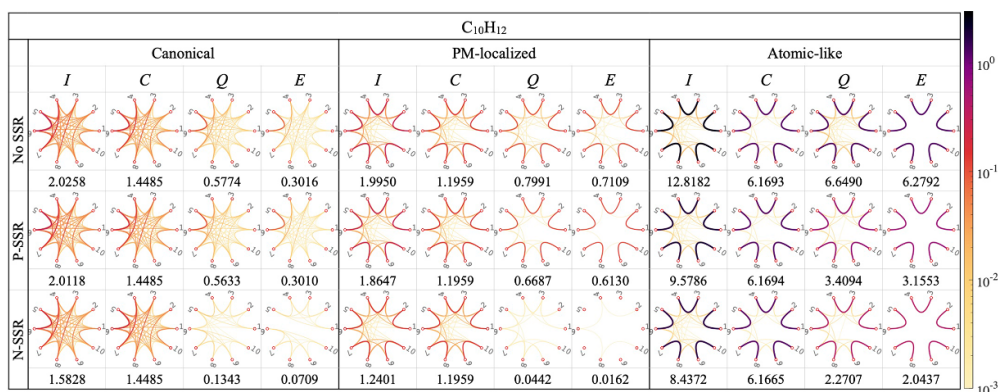 C₁₀H₁₂
Canonical PM-localized Atomic-like
I C Q E I C Q E I C Q E
No SSR
2.0258 1.4485 0.5774 0.3016 1.9950 1.1959 0.7991 0.7109 12.8182 6.1693 6.6490 6.2792
P-SSR
2.0118 1.4485 0.5633 0.3010 1.8647 1.1959 0.6687 0.6130 9.5786 6.1694 3.4094 3.1553
N-SSR
1.5828 1.4485 0.1343 0.0709 1.2401 1.1959 0.0442 0.0162 8.4372 6.1665 2.2707 2.0437
10⁰
10⁻¹
10⁻²
10⁻³